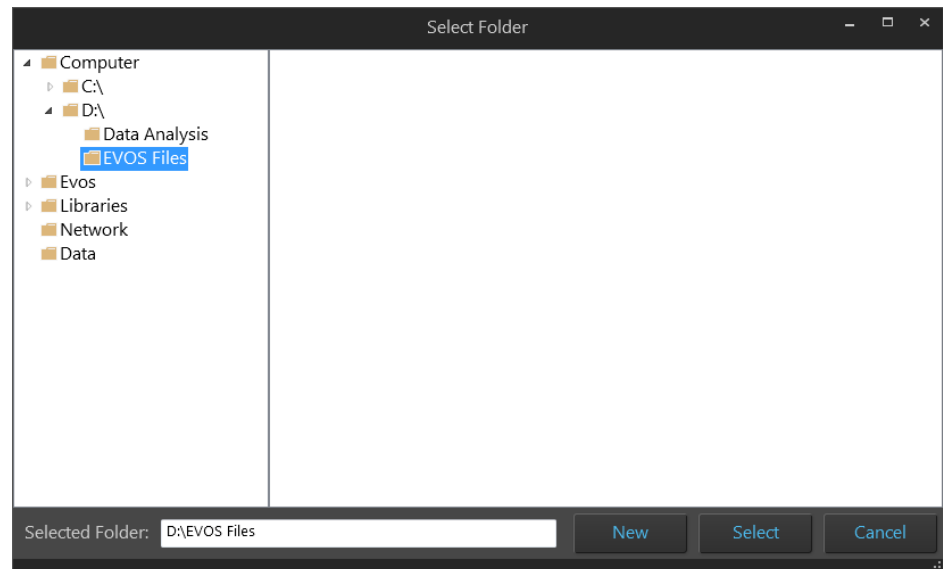 Select Folder
Computer
C:\
D:\
Data Analysis
EVOS Files
Evos
Libraries
Network
Data
Selected Folder: D:\EVOS Files New Select Cancel